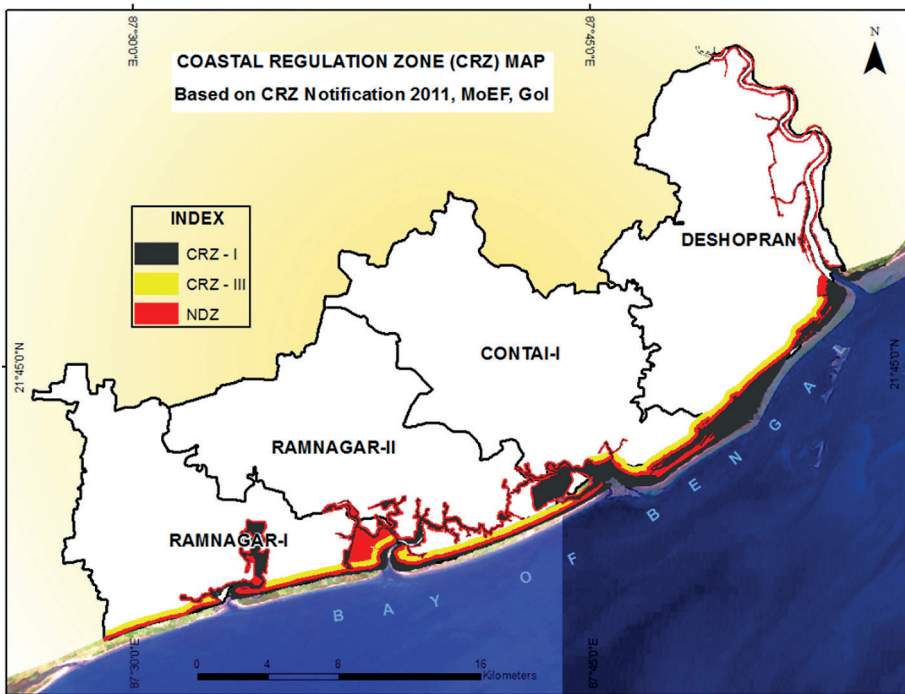 87°30'0"E
87°45'0"E
N
COASTAL REGULATION ZONE (CRZ) MAP
Based on CRZ Notification 2011, MoEF, GoI
INDEX
CRZ - I
CRZ - III
NDZ
DESHOPRAN
CONTAI-I
RAMNAGAR-II
RAMNAGAR-I
21°45'0"N
21°45'0"N
BAY OF BENGA
87°30'0"E
87°45'0"E
0 4 8 16
Kilometers